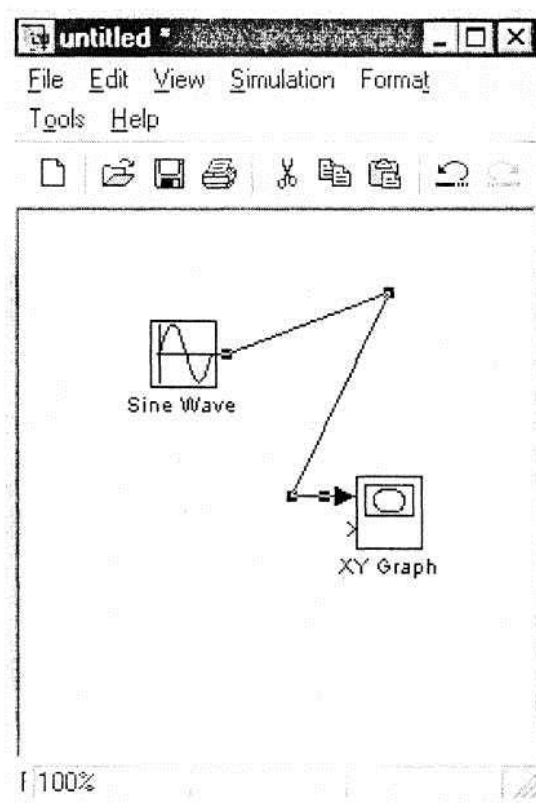 untitled *
File Edit View Simulation Format
Tools Help
Sine Wave
XY Graph
100%